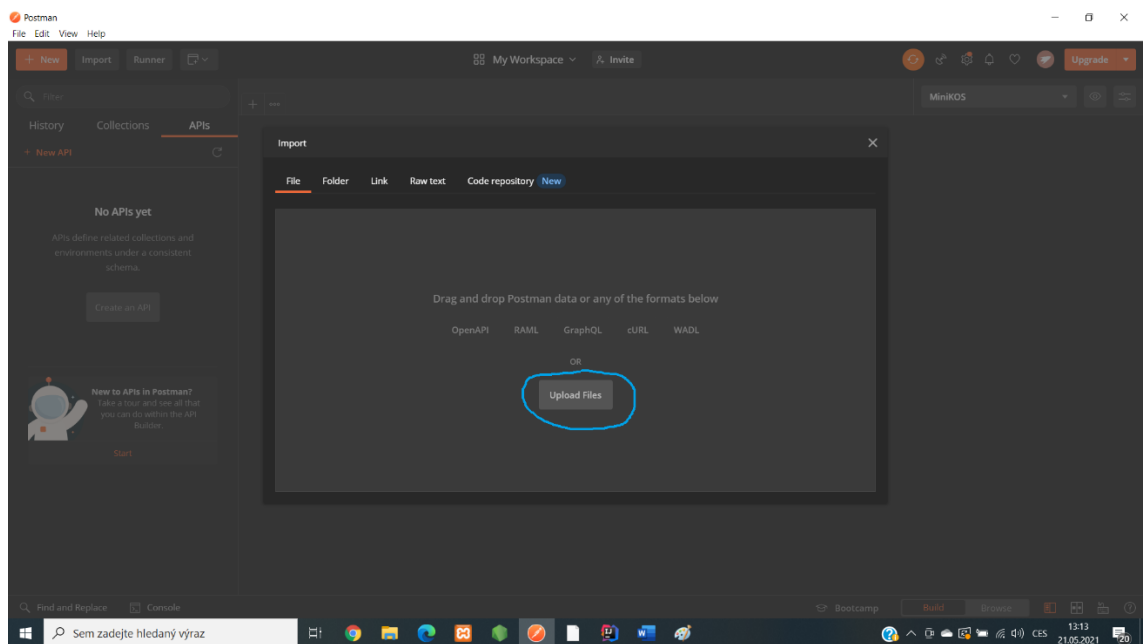 Postman
File Edit View Help
+ New Import Runner My Workspace Invite Upgrade
Filter
MiniKOS
History Collections APIs
+ New API
Import
File Folder Link Raw text Code repository New
No APIs yet
APIs define related collections and
environments under a consistent
schema.
Create an API
Drag and drop Postman data or any of the formats below
OpenAPI RAML GraphQL cURL WADL
OR
Upload Files
New to APIs in Postman?
Take a tour and see all that
you can do within the API
Builder.
Start
Find and Replace Console Bootcamp Build Browse
Sem zadejte hledaný výraz
CES
13:13
21.05.2021
20